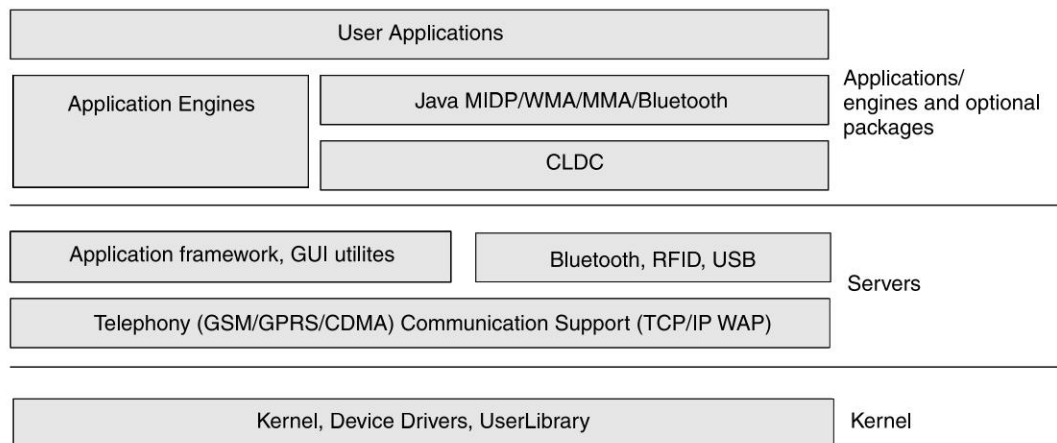 User Applications
Application Engines
Java MIDP/WMA/MMA/Bluetooth
CLDC
Applications/
engines and optional
packages
Application framework, GUI utilites
Bluetooth, RFID, USB
Servers
Telephony (GSM/GPRS/CDMA) Communication Support (TCP/IP WAP)
Kernel, Device Drivers, UserLibrary
Kernel